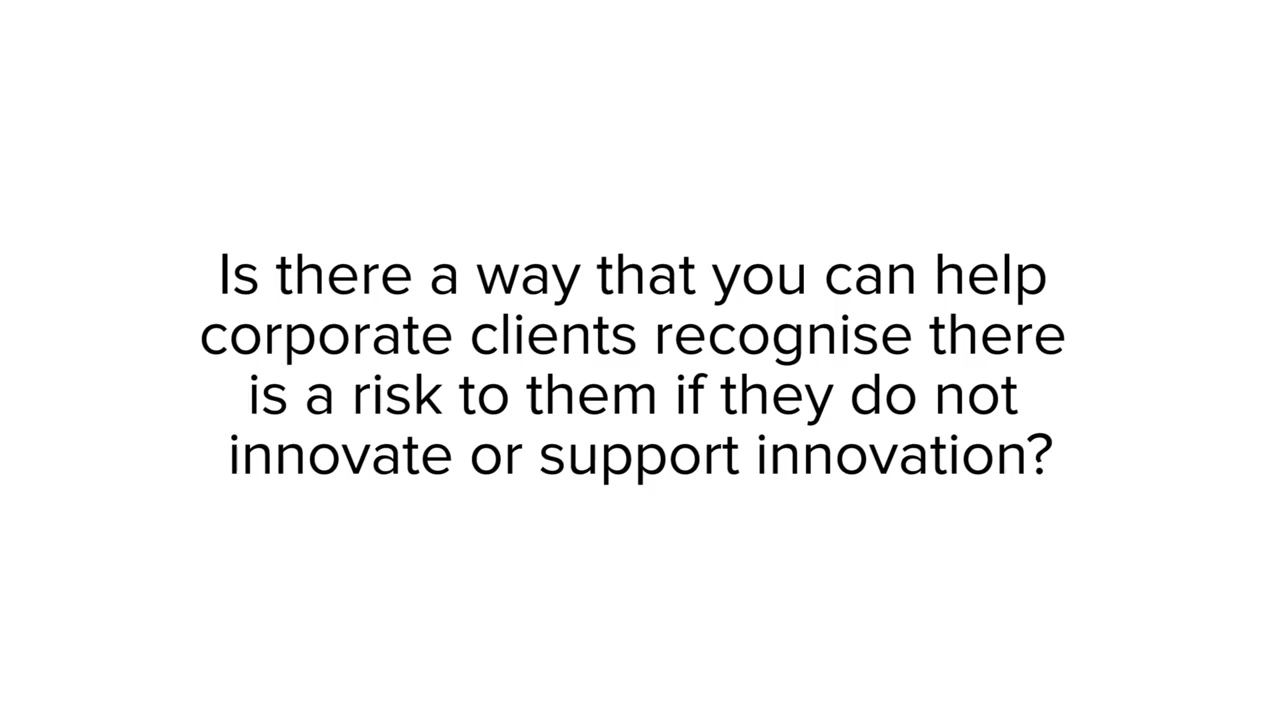 Is there a way that you can help
corporate clients recognise there
is a risk to them if they do not
innovate or support innovation?